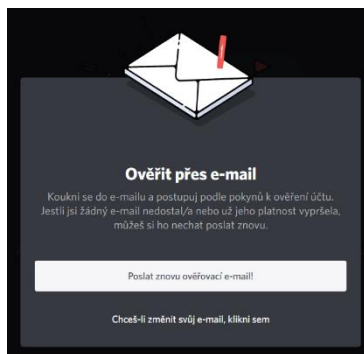 Ověřit přes e-mail
Koukni se do e-mailu a postupuj podle pokynů k ověření účtu.
Jestli jsi žádný e-mail nedostal/a nebo už jeho platnost vypršela,
můžeš si ho nechat poslat znovu.
Poslat znovu ověřovací e-mail!
Chceš-li změnit svůj e-mail, klikni sem